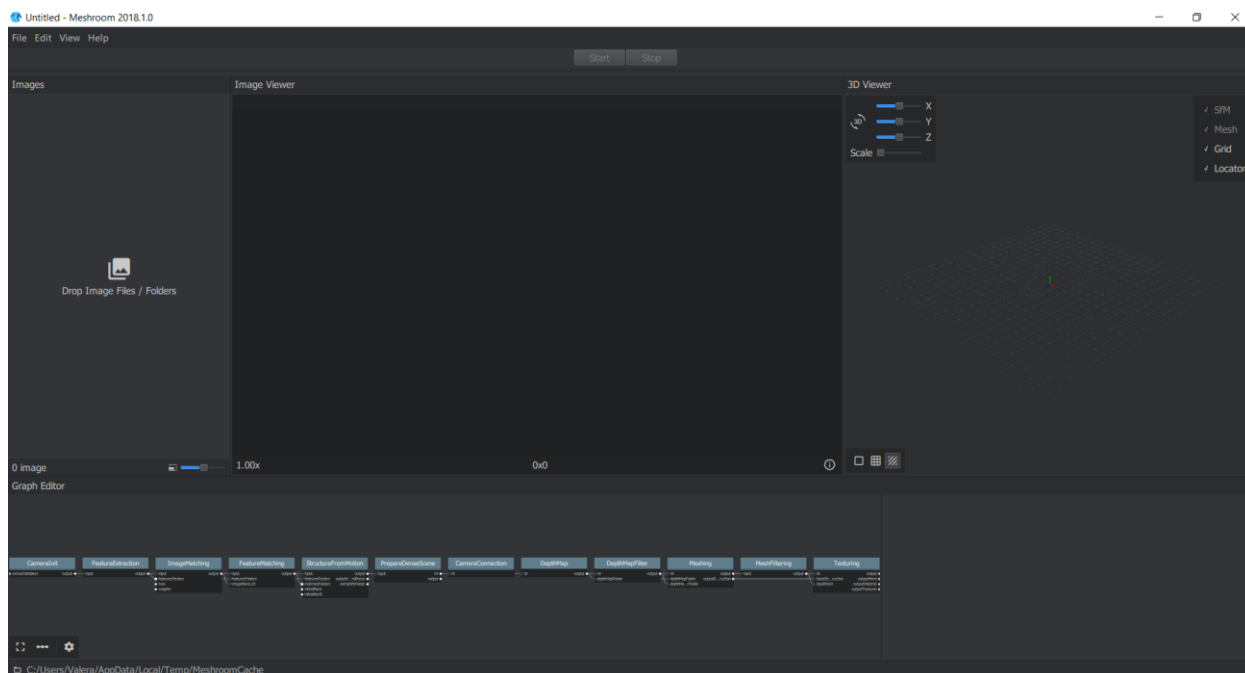 Untitled - Meshroom 2018.1.0
File Edit View Help
Start Stop
Images
Image Viewer
3D Viewer
3D
X
Y
Z
Scale
SfM
Mesh
Grid
Locator
Drop Image Files / Folders
0 image
1.00x
0x0
Graph Editor
CameraInit FeatureExtraction ImageMatching FeatureMatching StructureFromMotion PrepareDenseScene CameraConnection DepthMap DepthMapFilter Meshing MeshFiltering Texturing
C:/Users/Valera/AppData/Local/Temp/MeshroomCache